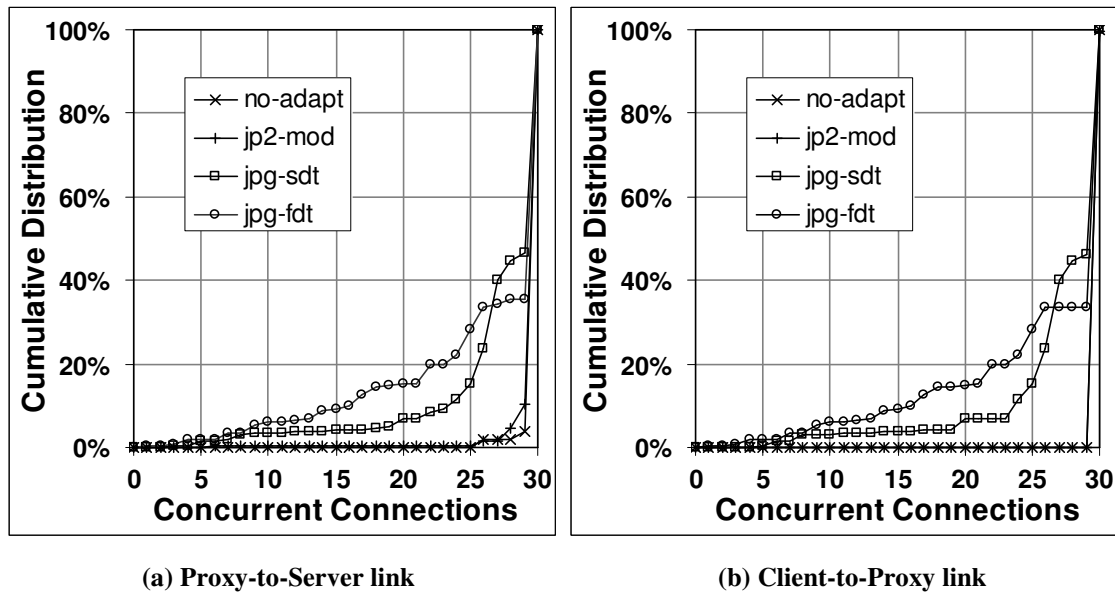 100%
80%
60%
40%
20%
0%
Cumulative Distribution
no-adapt
jp2-mod
jpg-sdt
jpg-fdt
0 5 10 15 20 25 30
Concurrent Connections
(a) Proxy-to-Server link
100%
80%
60%
40%
20%
0%
Cumulative Distribution
no-adapt
jp2-mod
jpg-sdt
jpg-fdt
0 5 10 15 20 25 30
Concurrent Connections
(b) Client-to-Proxy link